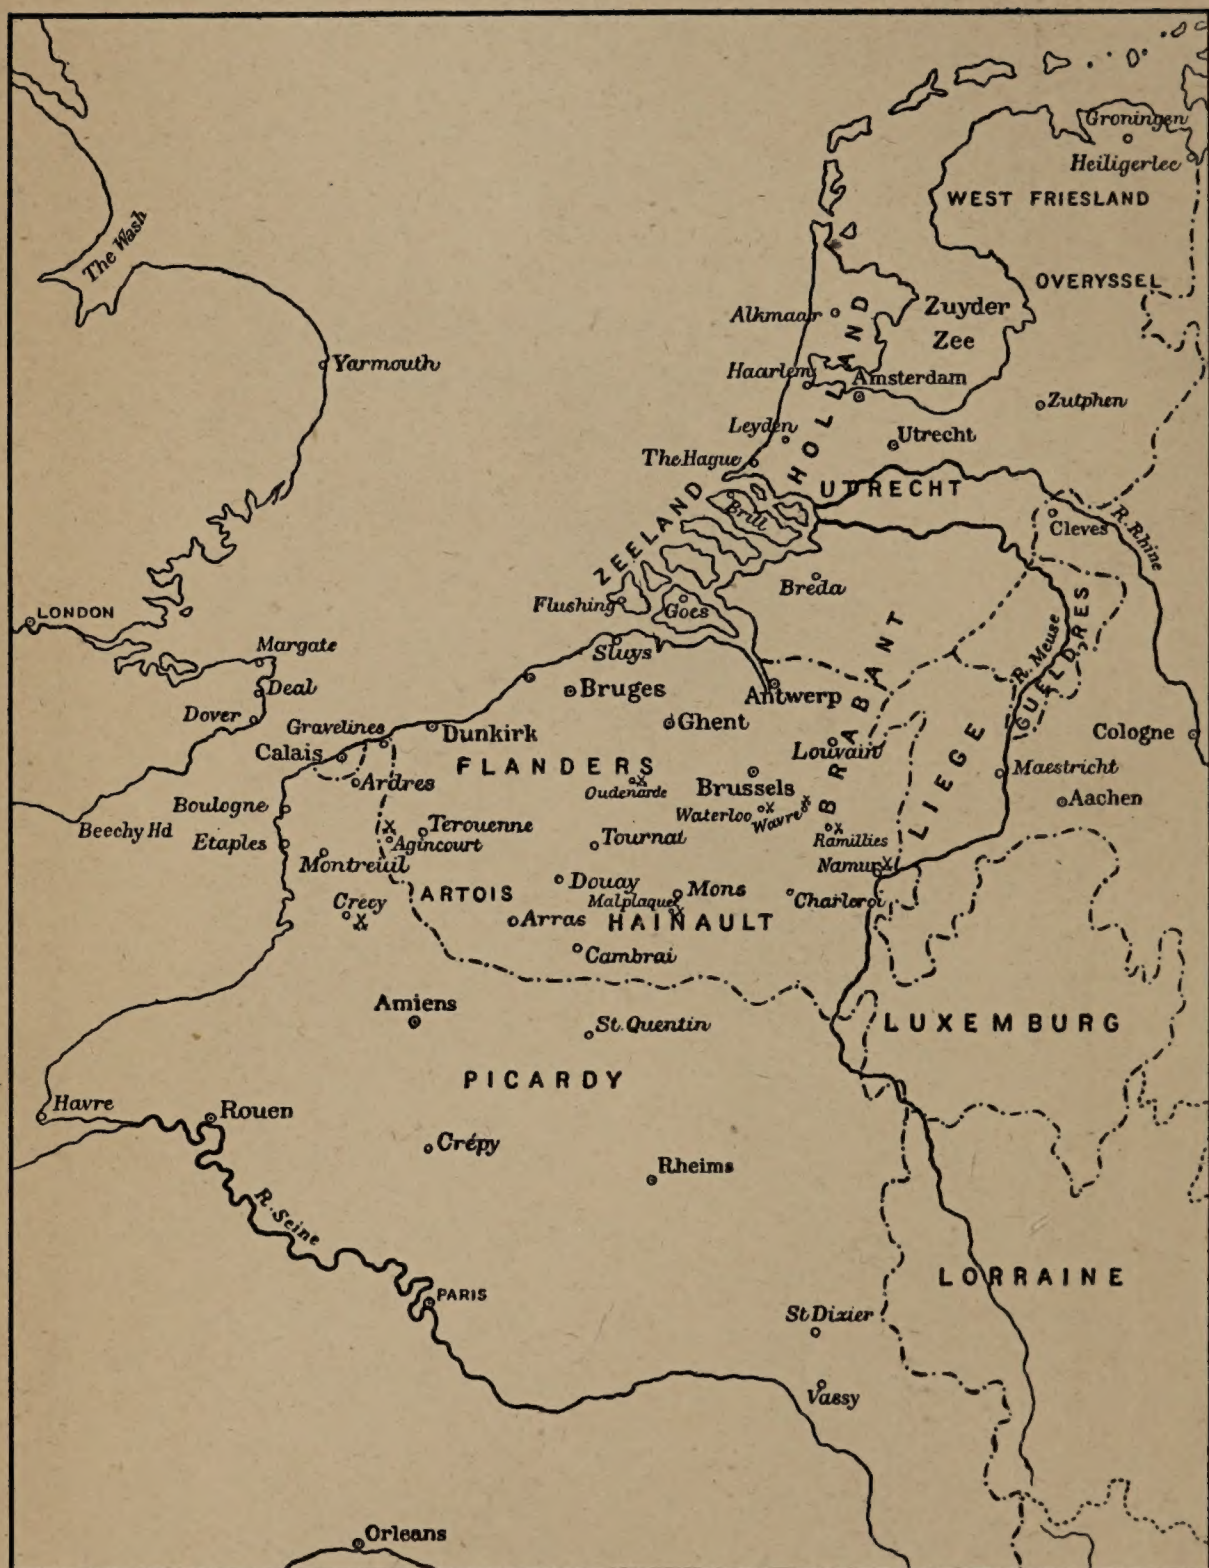 Groningen
Heiligerlee
WEST FRIESLAND
The Wash
OVERYSSEL
Zuyder
Zee
Alkmaar
HOLLAND
Yarmouth
Haarlem
Amsterdam
Zutphen
Leyden
Utrecht
The Hague
UTRECHT
ZEELAND
Brill
Cleves
R. Rhine
Breda
Flushing
Goes
LONDON
Margate
Sluys
R. Meuse
GUELDRES
Deal
Bruges
Antwerp
BRABANT
Dover
Gravelines
Dunkirk
Ghent
Cologne
Calais
Louvain
LIEGE
FLANDERS
Maestricht
Ardres
Oudenarde
Brussels
Aachen
Boulogne
Waterloo
Wavre
Beechy Hd
Etaples
Terouenne
Agincourt
Tournai
Ramillies
Montreuil
Namur
ARTOIS
Douay
Mons
Malplaquet
Charleroi
Crecy
Arras
HAINAULT
Cambrai
Amiens
St. Quentin
LUXEMBURG
PICARDY
Havre
Rouen
Crépy
Rheims
R. Seine
LORRAINE
PARIS
St Dizier
Vassy
Orleans